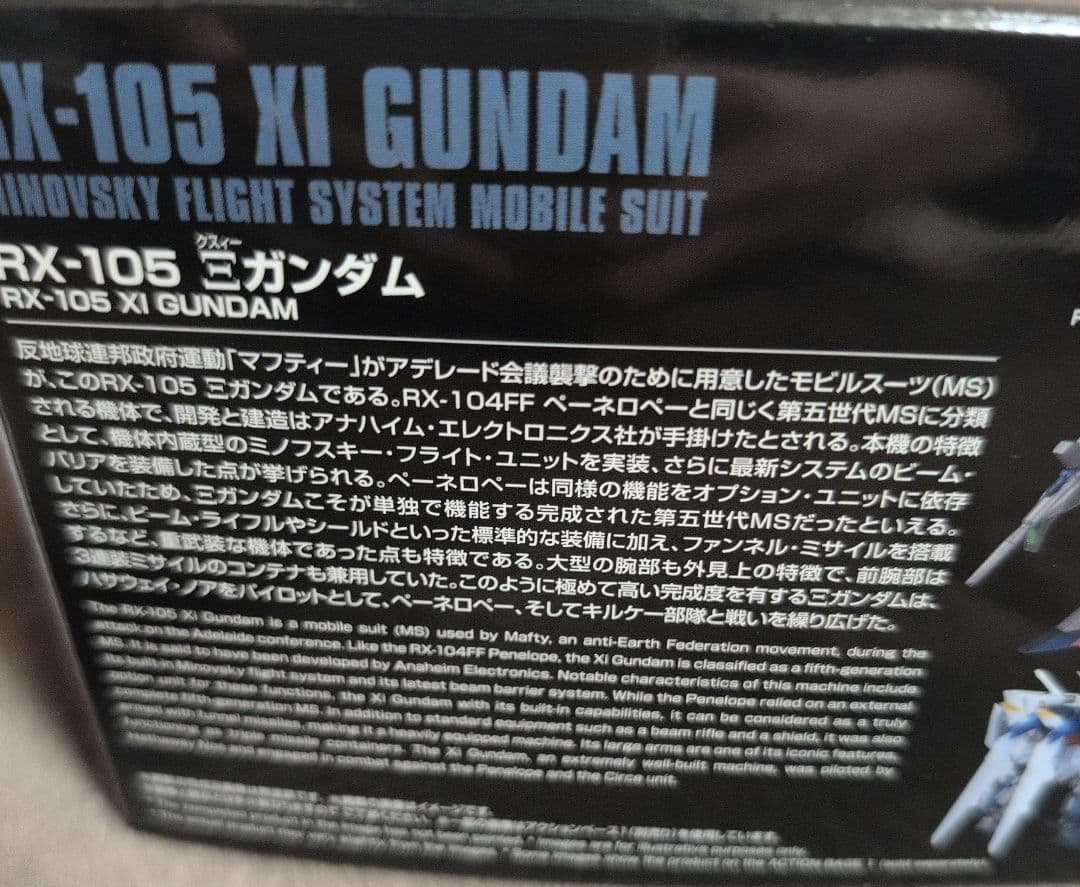 X-105 XI GUNDAM
MINOVSKY FLIGHT SYSTEM MOBILE SUIT
クスィー
RX-105 Ξガンダム
RX-105 XI GUNDAM
反地球連邦政府運動「マフティー」がアデレード会議襲撃のために用意したモビルスーツ(MS)
が、このRX-105 Ξガンダムである。RX-104FF ペーネロペーと同じく第五世代MSに分類
される機体で、開発と建造はアナハイム・エレクトロニクス社が手掛けたとされる。本機の特徴
として、機体内蔵型のミノフスキー・フライト・ユニットを実装、さらに最新システムのビーム・
バリアを装備した点が挙げられる。ペーネロペーは同様の機能をオプション・ユニットに依存
していたため、Ξガンダムこそが単独で機能する完成された第五世代MSだったといえる。
さらに、ビーム・ライフルやシールドといった標準的な装備に加え、ファンネル・ミサイルを搭載
するなど、重武装な機体であった点も特徴である。大型の腕部も外見上の特徴で、前腕部は
3連装ミサイルのコンテナも兼用していた。このように極めて高い完成度を有するΞガンダムは、
ハサウェイ・ノアをパイロットとして、ペーネロペー、そしてキルケー部隊と戦いを繰り広げた。
The RX-105 Xi Gundam is a mobile suit (MS) used by Mafty, an anti-Earth Federation movement, during the
attack on the Adelaide conference. Like the RX-104FF Penelope, the Xi Gundam is classified as a fifth-generation
MS. It is said to have been developed by Anaheim Electronics. Notable characteristics of this machine include
its built-in Minovsky flight system and its latest beam barrier system. While the Penelope relied on an external
option unit for these functions, the Xi Gundam with its built-in capabilities, it can be considered as a truly
complete fifth-generation MS. In addition to standard equipment such as a beam rifle and a shield, it was also
armed with funnel missiles, making it a heavily equipped machine. Its large arms are one of its iconic features,
functioning as triple missile containers. The Xi Gundam, an extremely well-built machine, was piloted by
Hathaway Noa and engaged in combat against the Penelope and the Circe unit.
are for illustrative purposes only.
the product on the ACTION BASE 1 (sold separately)